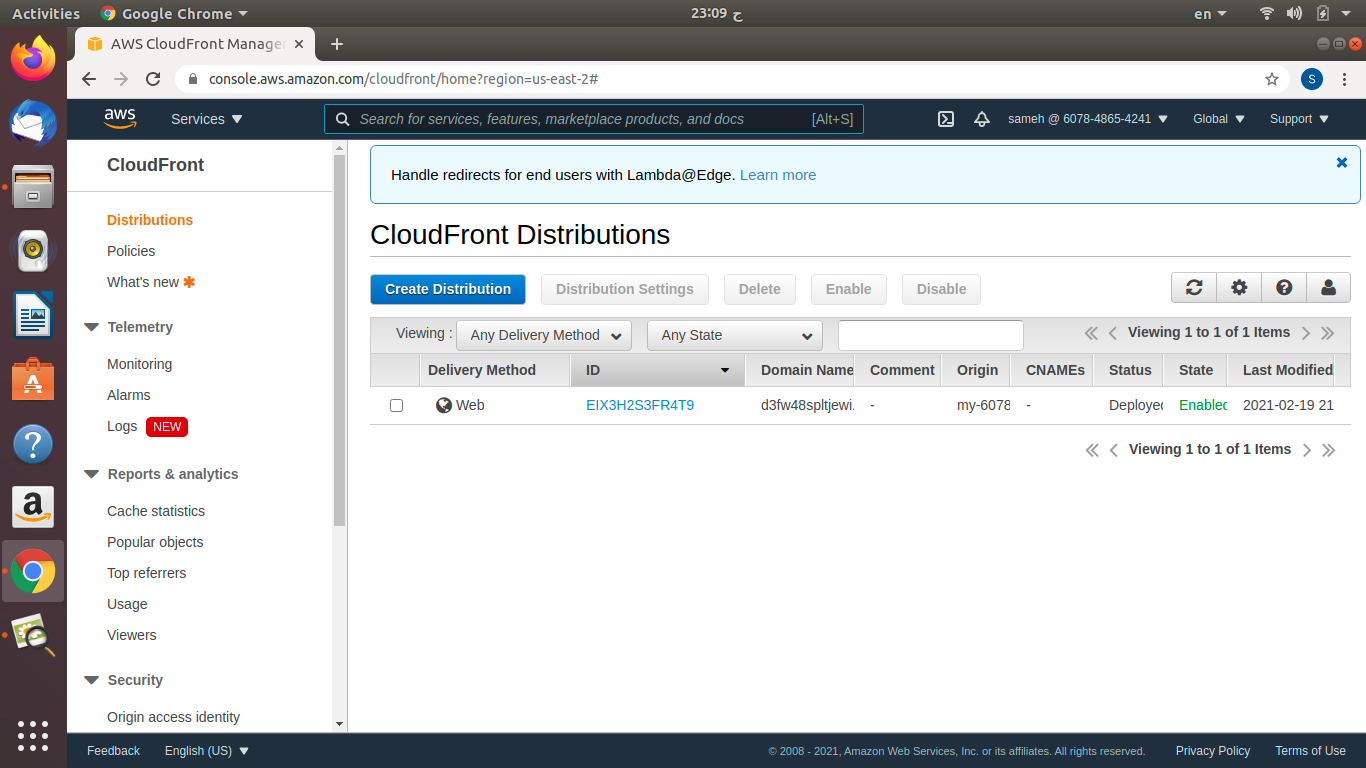 Activities Google Chrome 23:09 ج en
AWS CloudFront Manage
console.aws.amazon.com/cloudfront/home?region=us-east-2# S
aws Services Search for services, features, marketplace products, and docs [Alt+S] sameh @ 6078-4865-4241 Global Support
CloudFront
Distributions
Policies
What's new
Telemetry
Monitoring
Alarms
Logs NEW
Reports & analytics
Cache statistics
Popular objects
Top referrers
Usage
Viewers
Security
Origin access identity
Handle redirects for end users with Lambda@Edge. Learn more
CloudFront Distributions
Create Distribution Distribution Settings Delete Enable Disable
Viewing : Any Delivery Method Any State Viewing 1 to 1 of 1 Items
Delivery Method ID Domain Name Comment Origin CNAMEs Status State Last Modified
Web EIX3H2S3FR4T9 d3fw48spltjewi. - my-6078 - Deployed Enabled 2021-02-19 21
Viewing 1 to 1 of 1 Items
Feedback English (US) © 2008 - 2021, Amazon Web Services, Inc. or its affiliates. All rights reserved. Privacy Policy Terms of Use